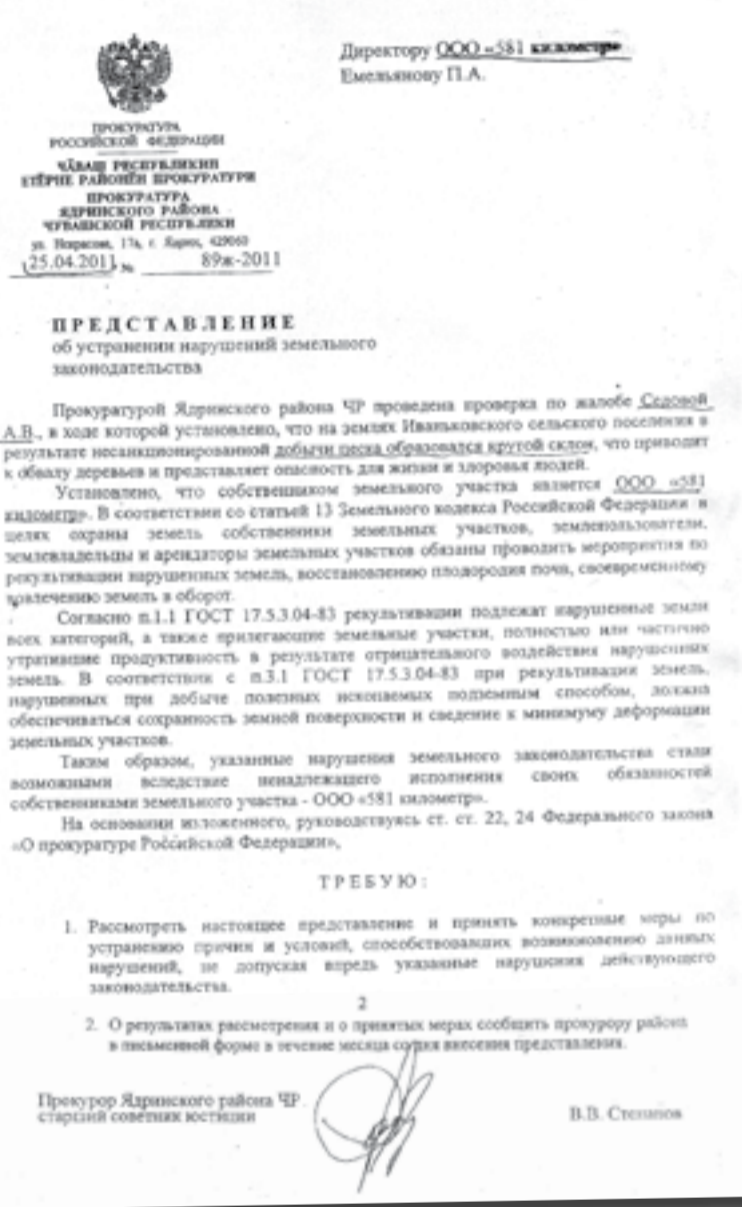 Директору ООО «581 километр»
Емельянову П.А.
ПРОКУРАТУРА
РОССИЙСКОЙ ФЕДЕРАЦИИ
ЧĂВАШ РЕСПУБЛИКИН
ЕТĔРНЕ РАЙОНĔН ПРОКУРАТУРИ
ПРОКУРАТУРА
ЯДРИНСКОГО РАЙОНА
ЧУВАШСКОЙ РЕСПУБЛИКИ
ул. Некрасова, 17а, г. Ядрин, 429060
25.04.2011 № 89ж-2011
ПРЕДСТАВЛЕНИЕ
об устранении нарушений земельного
законодательства
Прокуратурой Ядринского района ЧР проведена проверка по жалобе Седовой
А.В., в ходе которой установлено, что на землях Иваньковского сельского поселения в
результате несанкционированной добычи песка образовался крутой склон, что приводит
к обвалу деревьев и представляет опасность для жизни и здоровья людей.
Установлено, что собственником земельного участка является ООО «581
километр». В соответствии со статьей 13 Земельного кодекса Российской Федерации в
целях охраны земель собственники земельных участков, землепользователи,
землевладельцы и арендаторы земельных участков обязаны проводить мероприятия по
рекультивации нарушенных земель, восстановлению плодородия почв, своевременному
вовлечению земель в оборот.
Согласно п.1.1 ГОСТ 17.5.3.04-83 рекультивации подлежат нарушенные земли
всех категорий, а также прилегающие земельные участки, полностью или частично
утратившие продуктивность в результате отрицательного воздействия нарушенных
земель. В соответствии с п.3.1 ГОСТ 17.5.3.04-83 при рекультивации земель,
нарушенных при добыче полезных ископаемых подземным способом, должна
обеспечиваться сохранность земной поверхности и сведение к минимуму деформации
земельных участков.
Таким образом, указанные нарушения земельного законодательства стали
возможными вследствие ненадлежащего исполнения своих обязанностей
собственниками земельного участка - ООО «581 километр».
На основании изложенного, руководствуясь ст. ст. 22, 24 Федерального закона
«О прокуратуре Российской Федерации»,
ТРЕБУЮ:
1. Рассмотреть настоящее представление и принять конкретные меры по
устранению причин и условий, способствовавших возникновению данных
нарушений, не допуская впредь указанные нарушения действующего
законодательства.
2
2. О результатах рассмотрения и о принятых мерах сообщить прокурору района
в письменной форме в течение месяца со дня внесения представления.
Прокурор Ядринского района ЧР
старший советник юстиции В.В. Степанов